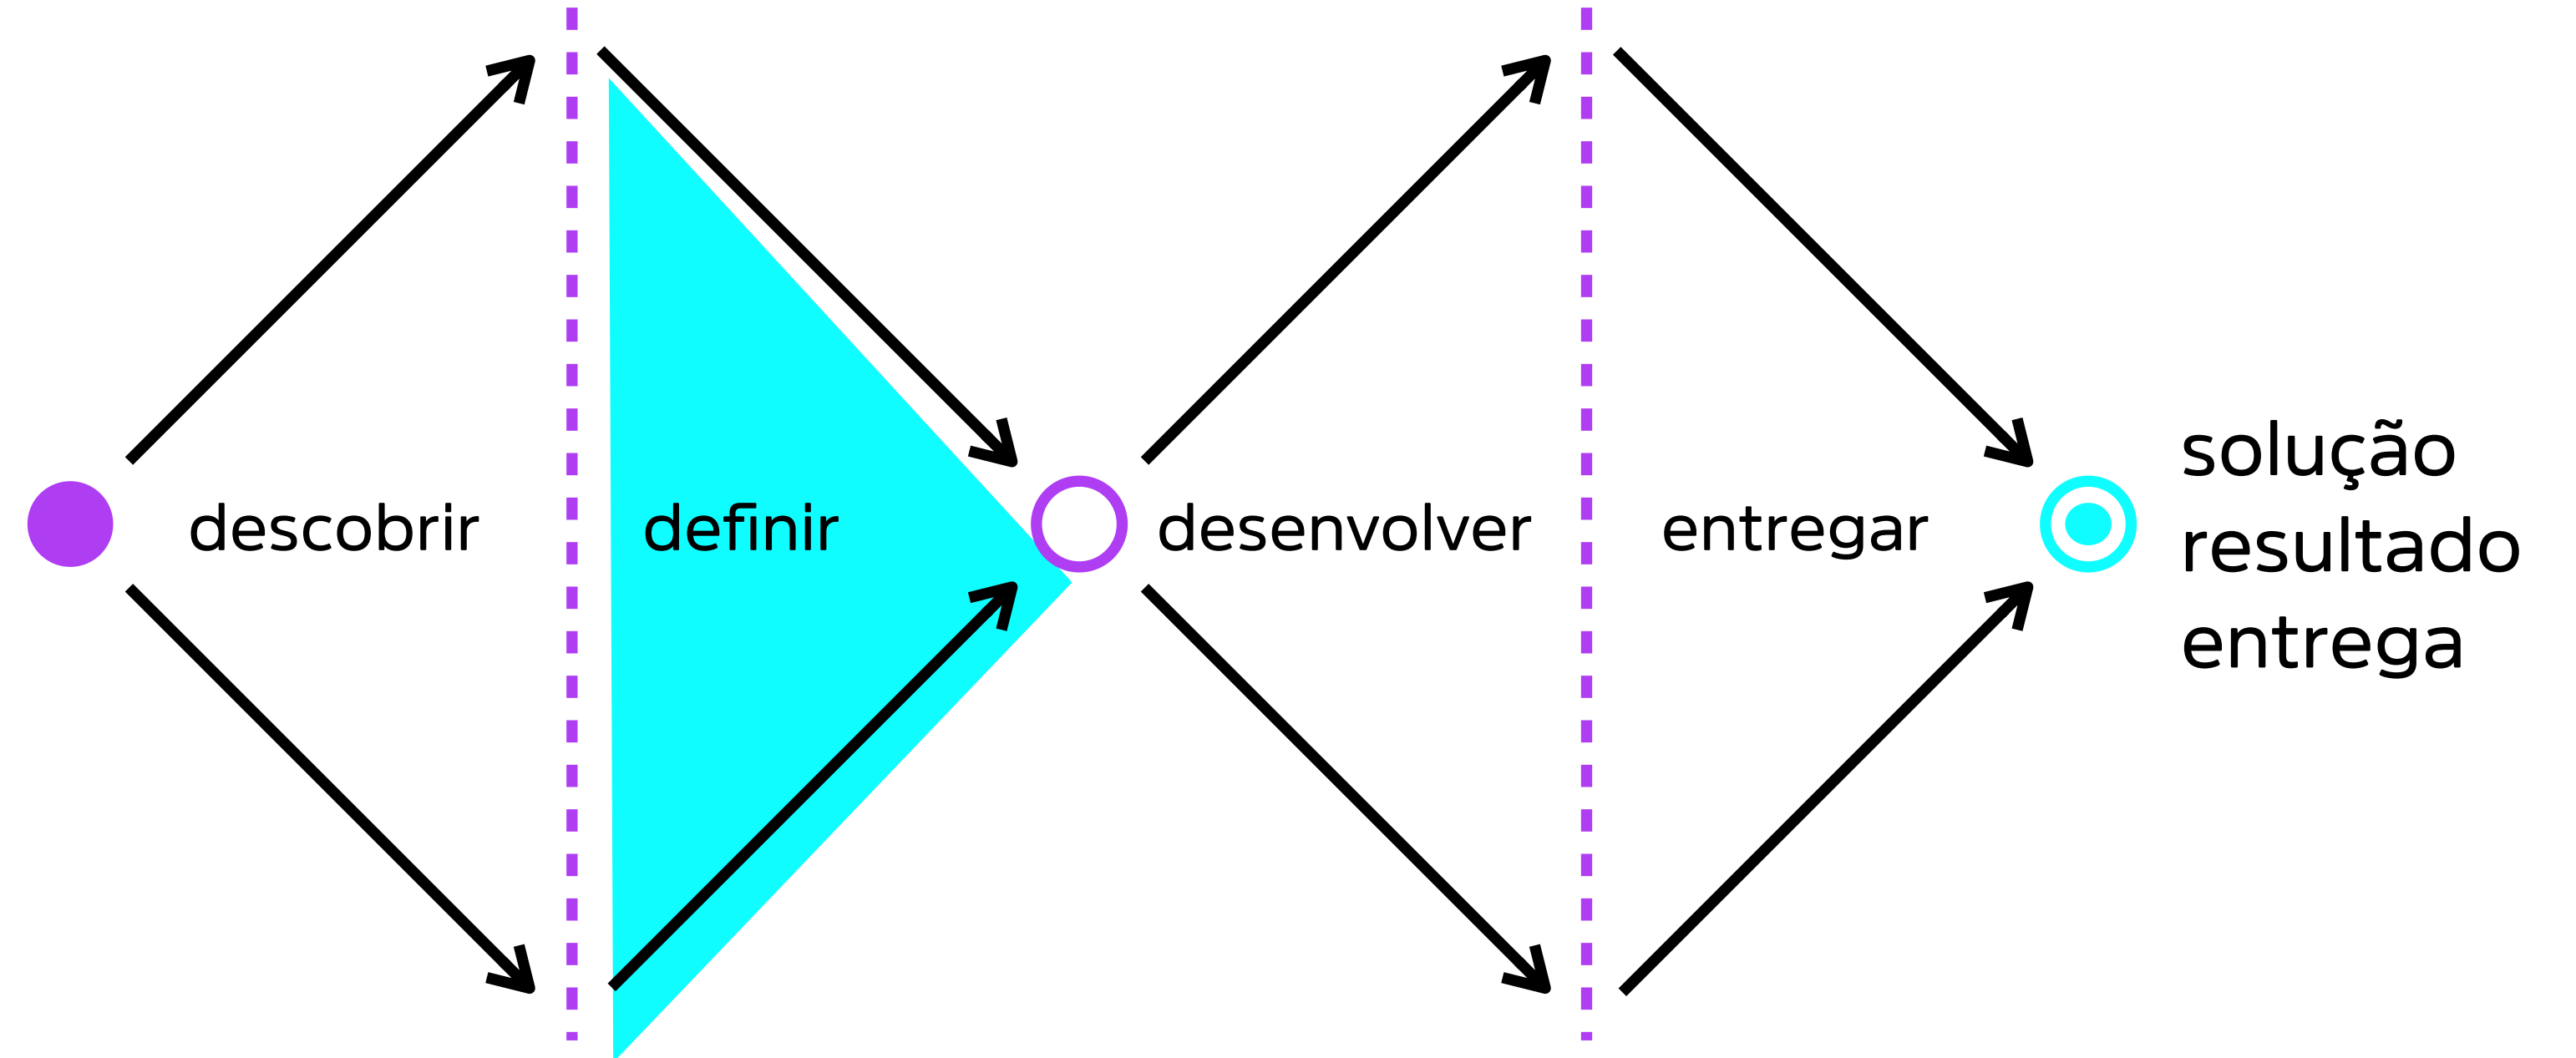 descobrir
definir
desenvolver
entregar
solução
resultado
entrega